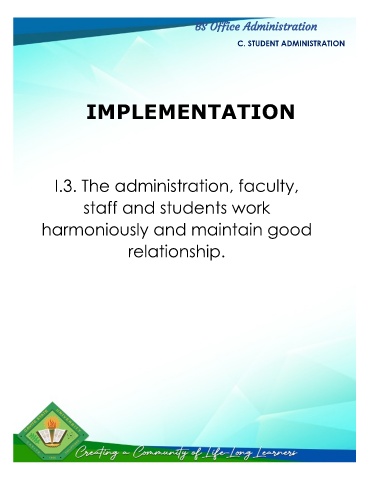 BS Office Administration
C. STUDENT ADMINISTRATION
IMPLEMENTATION
I.3. The administration, faculty,
staff and students work
harmoniously and maintain good
relationship.
Creating a Community of Life-Long Learners